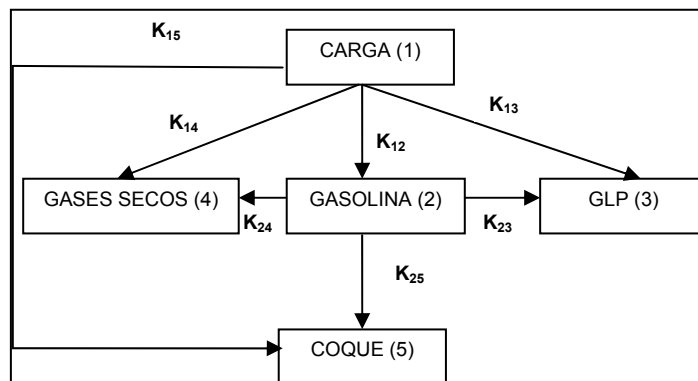 K15
CARGA (1)
K14
K12
K13
GASES SECOS (4)
GASOLINA (2)
GLP (3)
K24
K23
K25
COQUE (5)